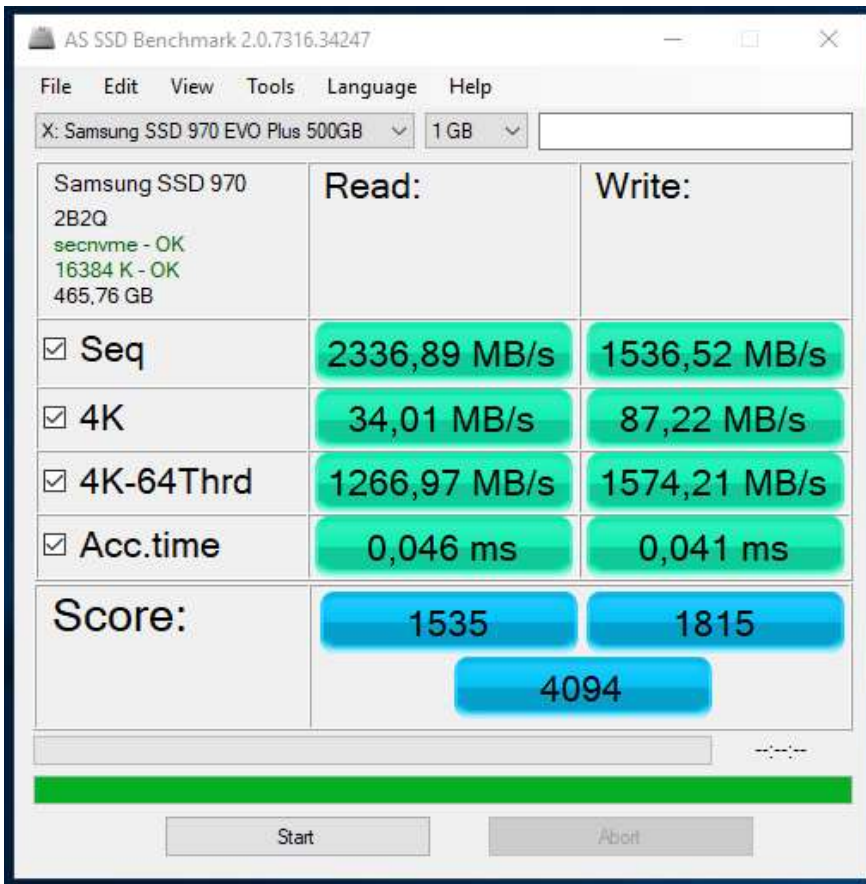 AS SSD Benchmark 2.0.7316.34247
File Edit View Tools Language Help
X: Samsung SSD 970 EVO Plus 500GB 1 GB
Samsung SSD 970
2B2Q
secnvme - OK
16384 K - OK
465,76 GB
Read: Write:
Seq 2336,89 MB/s 1536,52 MB/s
4K 34,01 MB/s 87,22 MB/s
4K-64Thrd 1266,97 MB/s 1574,21 MB/s
Acc.time 0,046 ms 0,041 ms
Score: 1535 1815
4094
--:--:--
Start Abort